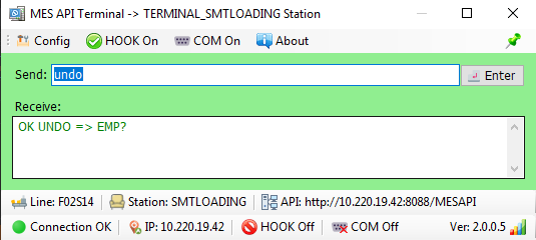 MES API Terminal -> TERMINAL_SMTLOADING Station
Config HOOK On COM On About
Send: undo Enter
Receive:
OK UNDO => EMP?
Line: F02S14 Station: SMTLOADING API: http://10.220.19.42:8088/MESAPI
Connection OK IP: 10.220.19.42 HOOK Off COM Off Ver: 2.0.0.5